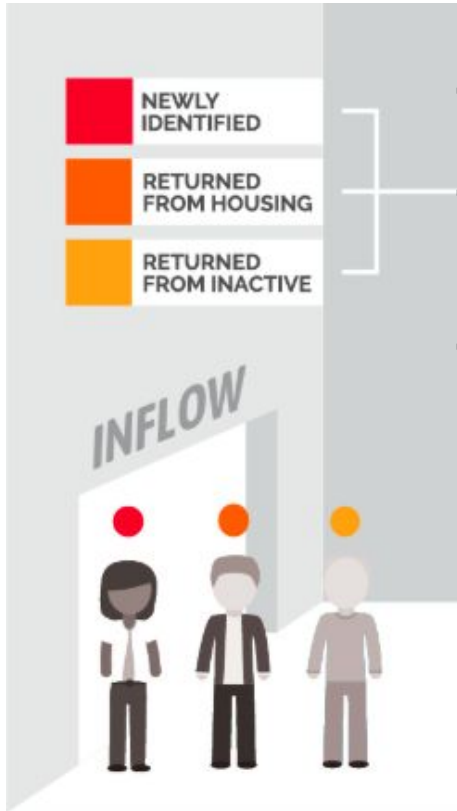 NEWLY
IDENTIFIED
RETURNED
FROM HOUSING
RETURNED
FROM INACTIVE
INFLOW